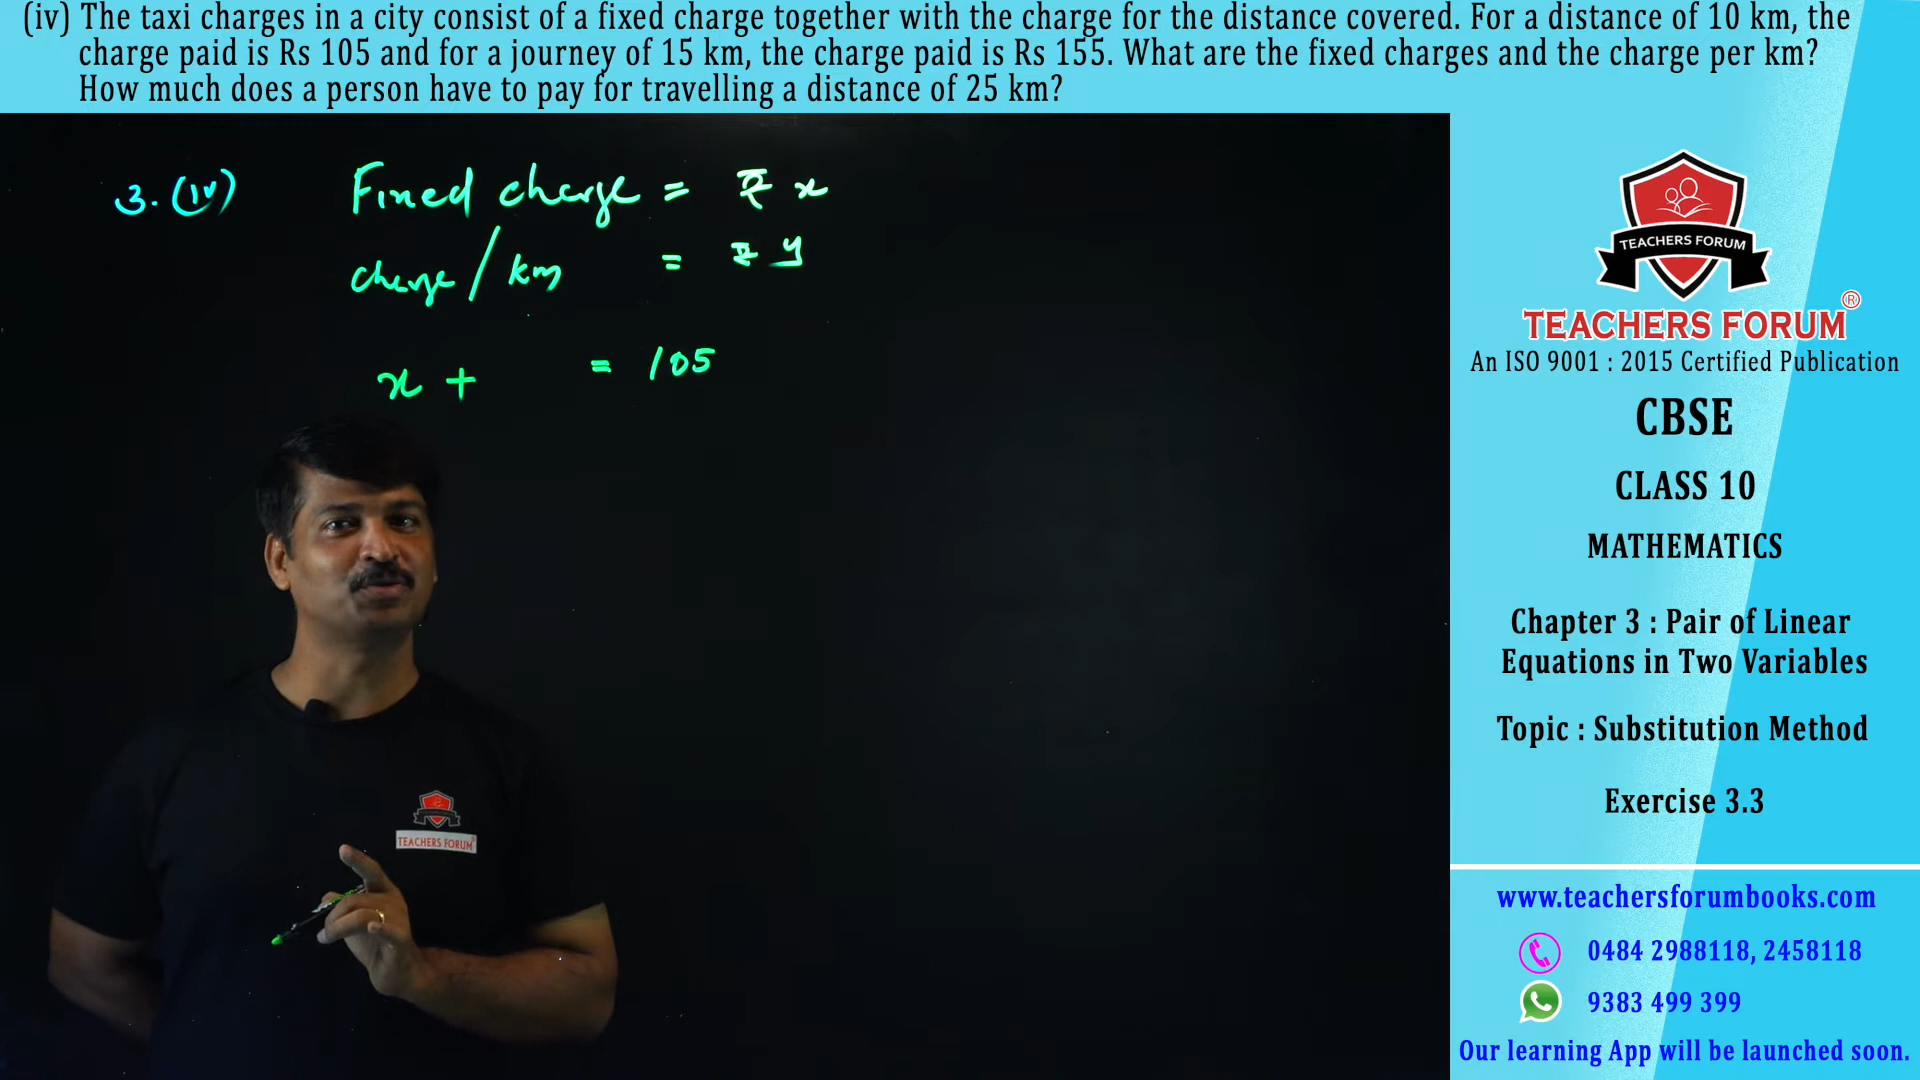 (iv) The taxi charges in a city consist of a fixed charge together with the charge for the distance covered. For a distance of 10 km, the
charge paid is Rs 105 and for a journey of 15 km, the charge paid is Rs 155. What are the fixed charges and the charge per km?
How much does a person have to pay for travelling a distance of 25 km?
3. (iv) Fixed charge = ₹ x
charge / km = ₹ y
x + = 105
TEACHERS FORUM
TEACHERS FORUM
TEACHERS FORUM ®
An ISO 9001 : 2015 Certified Publication
CBSE
CLASS 10
MATHEMATICS
Chapter 3 : Pair of Linear
Equations in Two Variables
Topic : Substitution Method
Exercise 3.3
www.teachersforumbooks.com
0484 2988118, 2458118
9383 499 399
Our learning App will be launched soon.